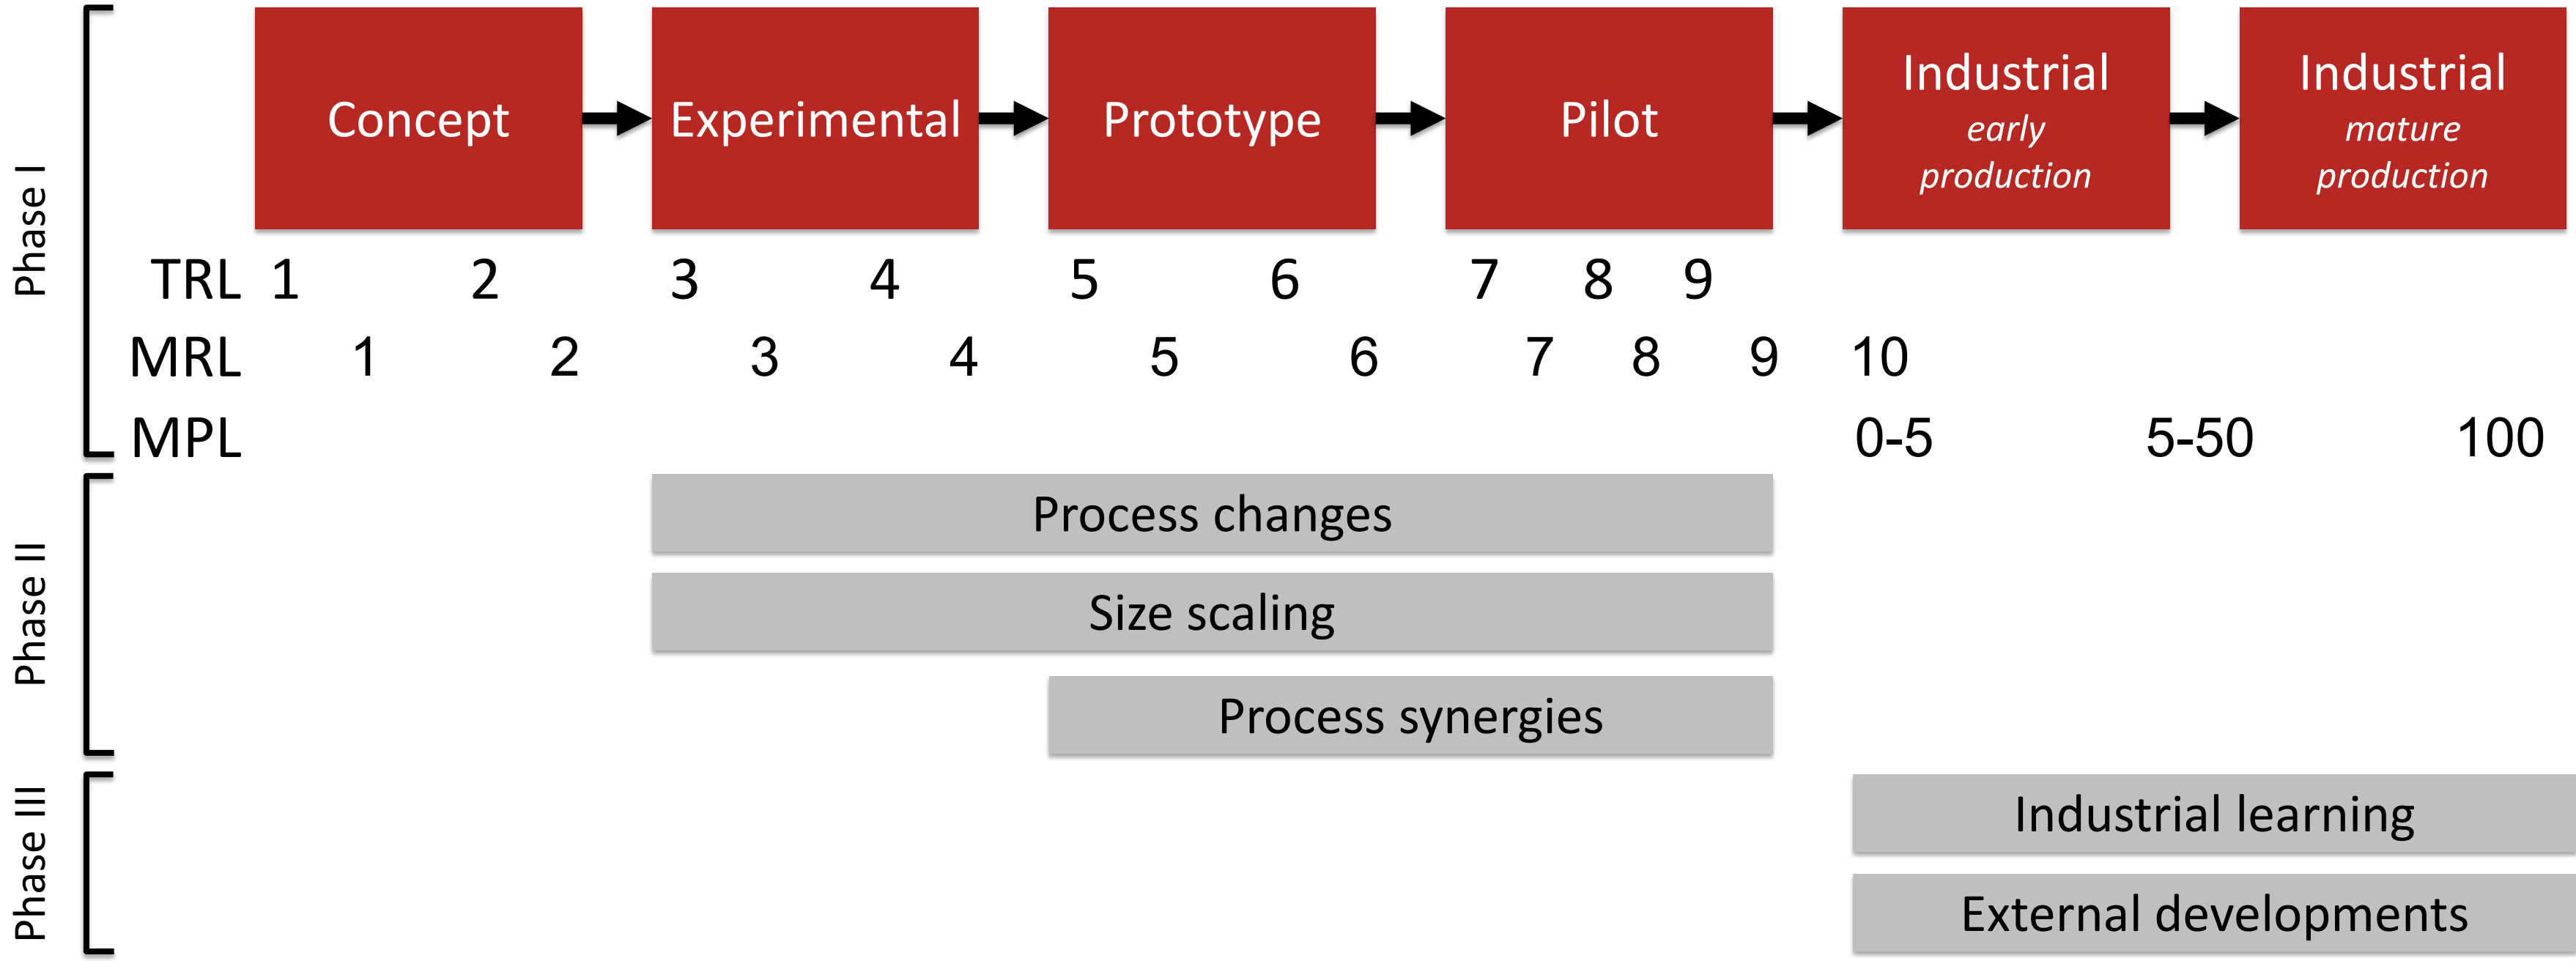 Phase I
Concept
Experimental
Prototype
Pilot
Industrial
early
production
Industrial
mature
production
TRL 1 2 3 4 5 6 7 8 9
MRL 1 2 3 4 5 6 7 8 9 10
MPL 0-5 5-50 100
Phase II
Process changes
Size scaling
Process synergies
Phase III
Industrial learning
External developments